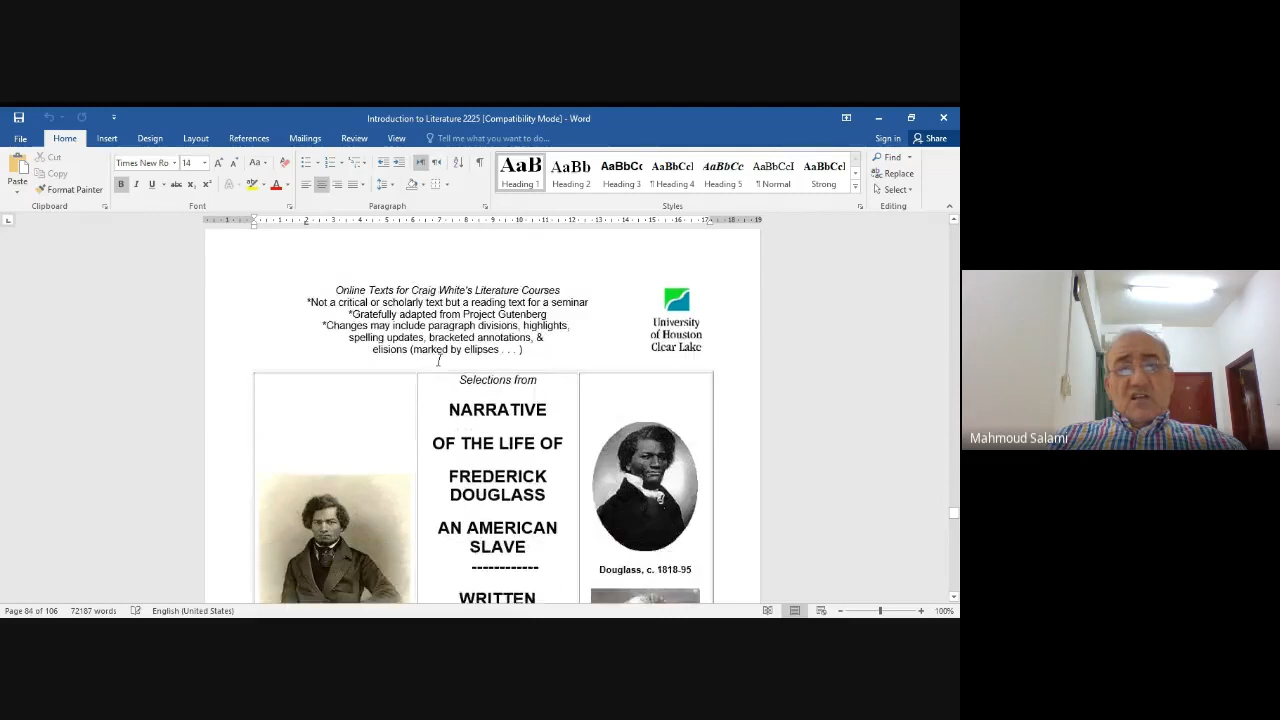 Introduction to Literature 2225 [Compatibility Mode] - Word
File Home Insert Design Layout References Mailings Review View Tell me what you want to do... Sign in Share
Paste
Cut
Copy
Format Painter
Clipboard
Times New Ro 14
Font
Paragraph
AaB AaBb AaBbCc AaBbCcI AaBbCc AaBbCcI AaBbCcl
Heading 1 Heading 2 Heading 3 ¶ Heading 4 Heading 5 ¶ Normal Strong
Styles
Find
Replace
Select
Editing
Online Texts for Craig White's Literature Courses
*Not a critical or scholarly text but a reading text for a seminar
*Gratefully adapted from Project Gutenberg
*Changes may include paragraph divisions, highlights,
spelling updates, bracketed annotations, &
elisions (marked by ellipses . . . )
University
of Houston
Clear Lake
Selections from
NARRATIVE
OF THE LIFE OF
FREDERICK
DOUGLASS
AN AMERICAN
SLAVE
------------
WRITTEN
Douglass, c. 1818-95
Page 84 of 106 72187 words English (United States) 100%
Mahmoud Salami